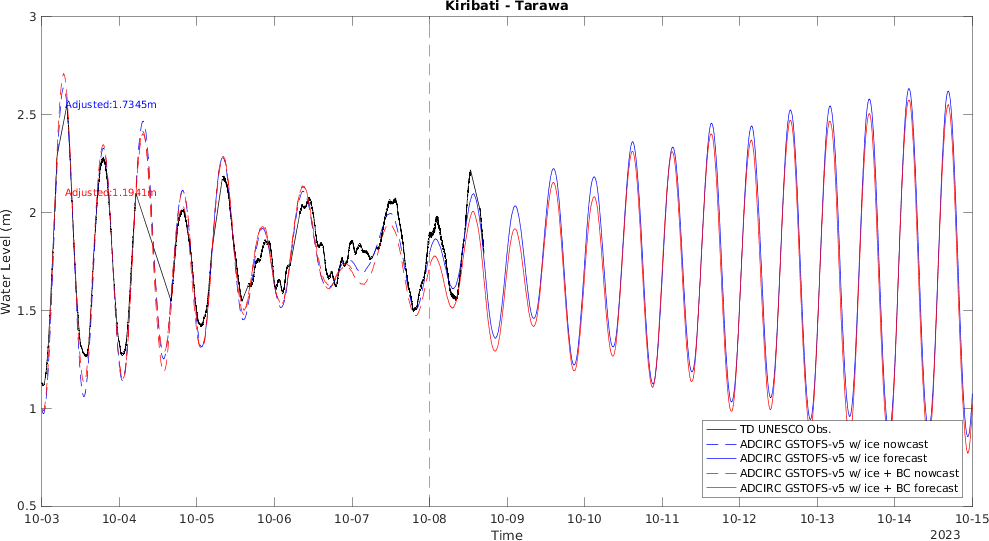 Kiribati - Tarawa
3
2.5
2
1.5
1
0.5
Water Level (m)
Adjusted:1.7345m
Adjusted:1.1941m
TD UNESCO Obs.
ADCIRC GSTOFS-v5 w/ ice nowcast
ADCIRC GSTOFS-v5 w/ ice forecast
ADCIRC GSTOFS-v5 w/ ice + BC nowcast
ADCIRC GSTOFS-v5 w/ ice + BC forecast
10-03 10-04 10-05 10-06 10-07 10-08 10-09 10-10 10-11 10-12 10-13 10-14 10-15
Time
2023